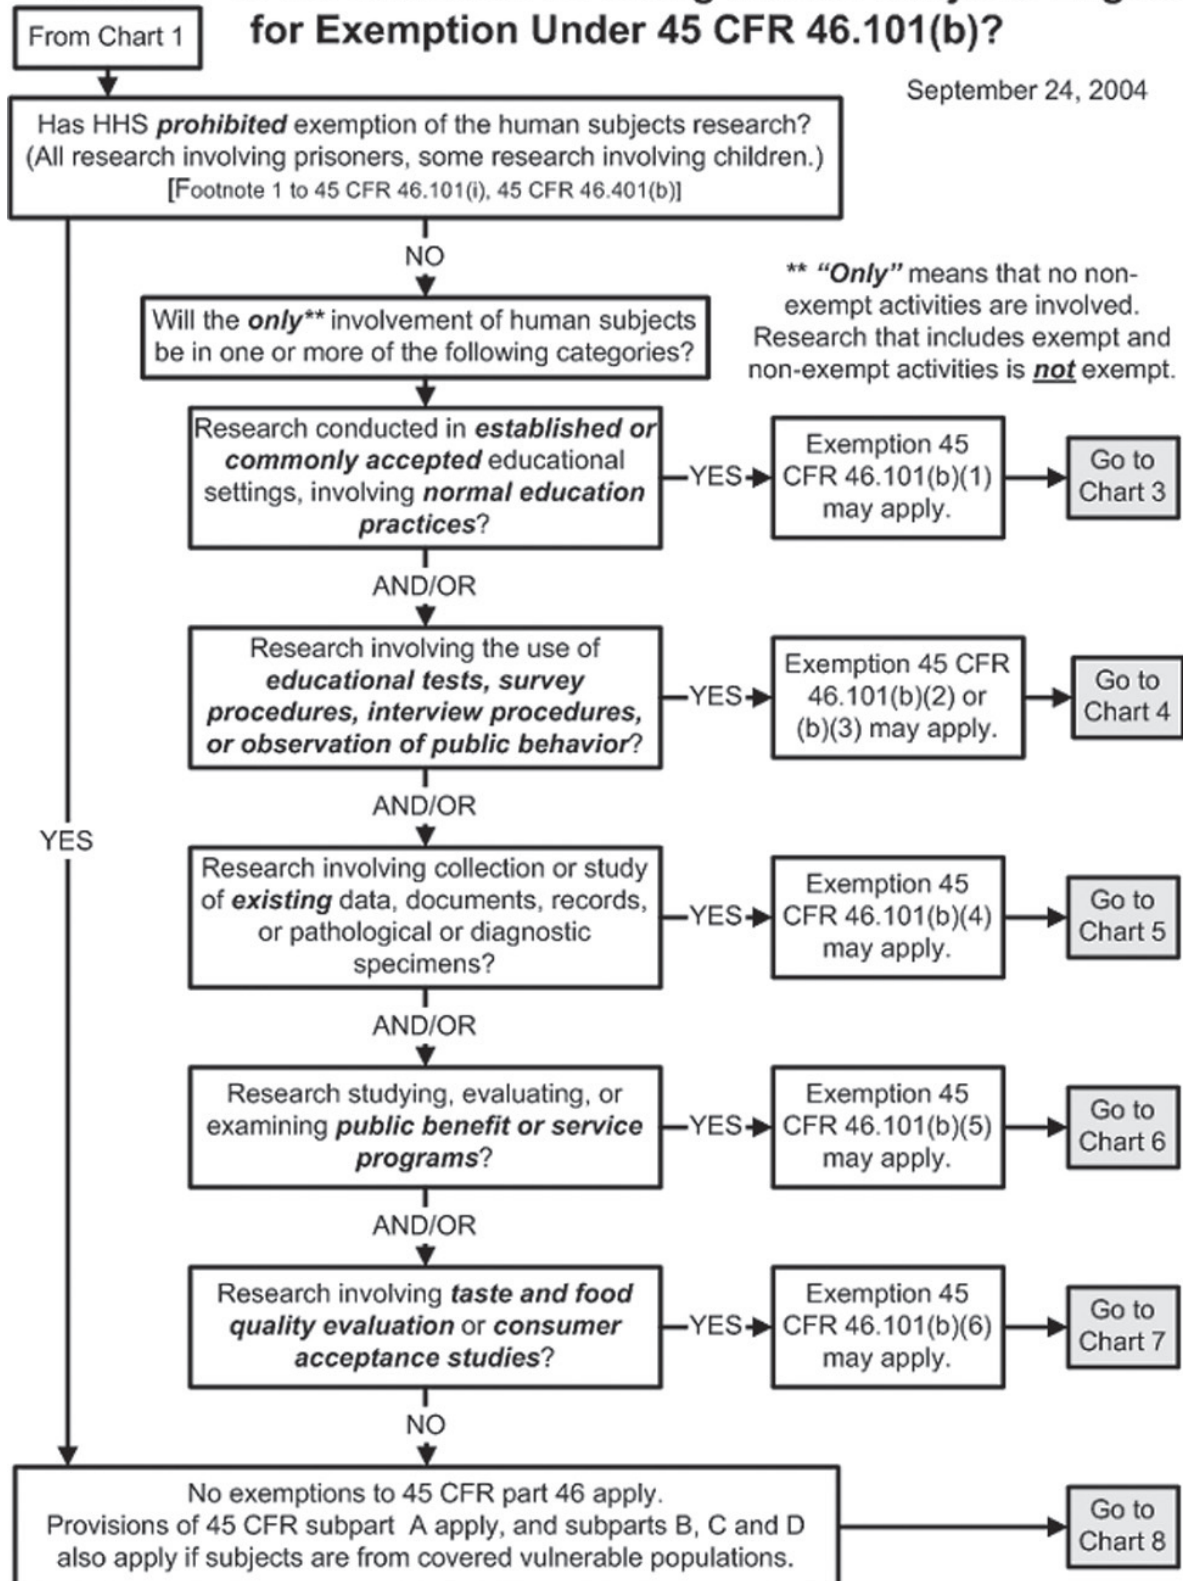 for Exemption Under 45 CFR 46.101(b)?
From Chart 1
September 24, 2004
Has HHS prohibited exemption of the human subjects research?
(All research involving prisoners, some research involving children.)
[Footnote 1 to 45 CFR 46.101(i), 45 CFR 46.401(b)]
NO
** “Only” means that no non-
exempt activities are involved.
Research that includes exempt and
non-exempt activities is not exempt.
Will the only** involvement of human subjects
be in one or more of the following categories?
Research conducted in established or
commonly accepted educational
settings, involving normal education
practices?
YES
Exemption 45
CFR 46.101(b)(1)
may apply.
Go to
Chart 3
AND/OR
Research involving the use of
educational tests, survey
procedures, interview procedures,
or observation of public behavior?
YES
Exemption 45 CFR
46.101(b)(2) or
(b)(3) may apply.
Go to
Chart 4
AND/OR
YES
Research involving collection or study
of existing data, documents, records,
or pathological or diagnostic
specimens?
YES
Exemption 45
CFR 46.101(b)(4)
may apply.
Go to
Chart 5
AND/OR
Research studying, evaluating, or
examining public benefit or service
programs?
YES
Exemption 45
CFR 46.101(b)(5)
may apply.
Go to
Chart 6
AND/OR
Research involving taste and food
quality evaluation or consumer
acceptance studies?
YES
Exemption 45
CFR 46.101(b)(6)
may apply.
Go to
Chart 7
NO
No exemptions to 45 CFR part 46 apply.
Provisions of 45 CFR subpart A apply, and subparts B, C and D
also apply if subjects are from covered vulnerable populations.
Go to
Chart 8